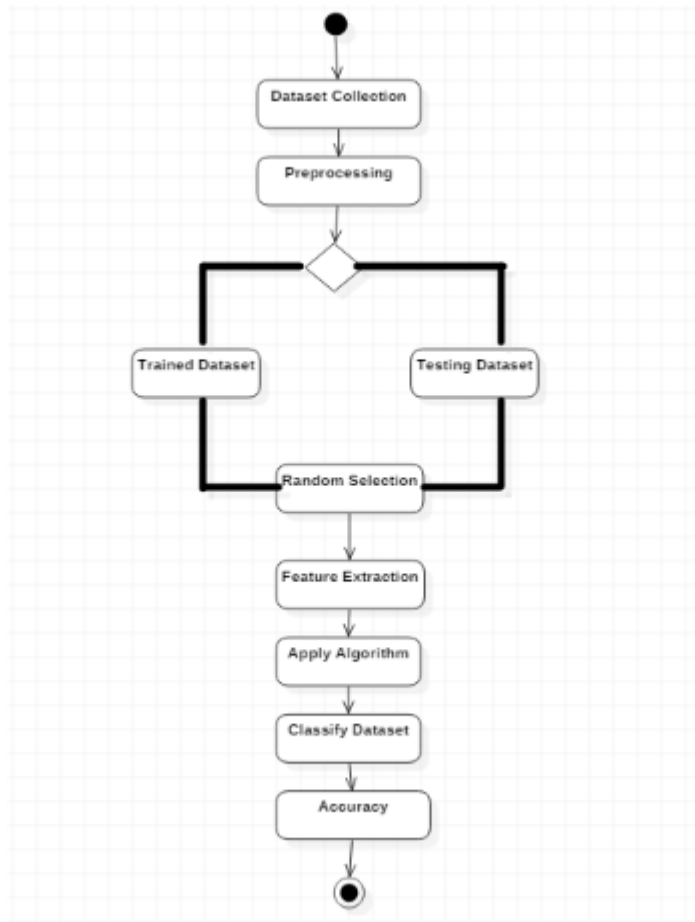 Dataset Collection
Preprocessing
Trained Dataset
Testing Dataset
Random Selection
Feature Extraction
Apply Algorithm
Classify Dataset
Accuracy